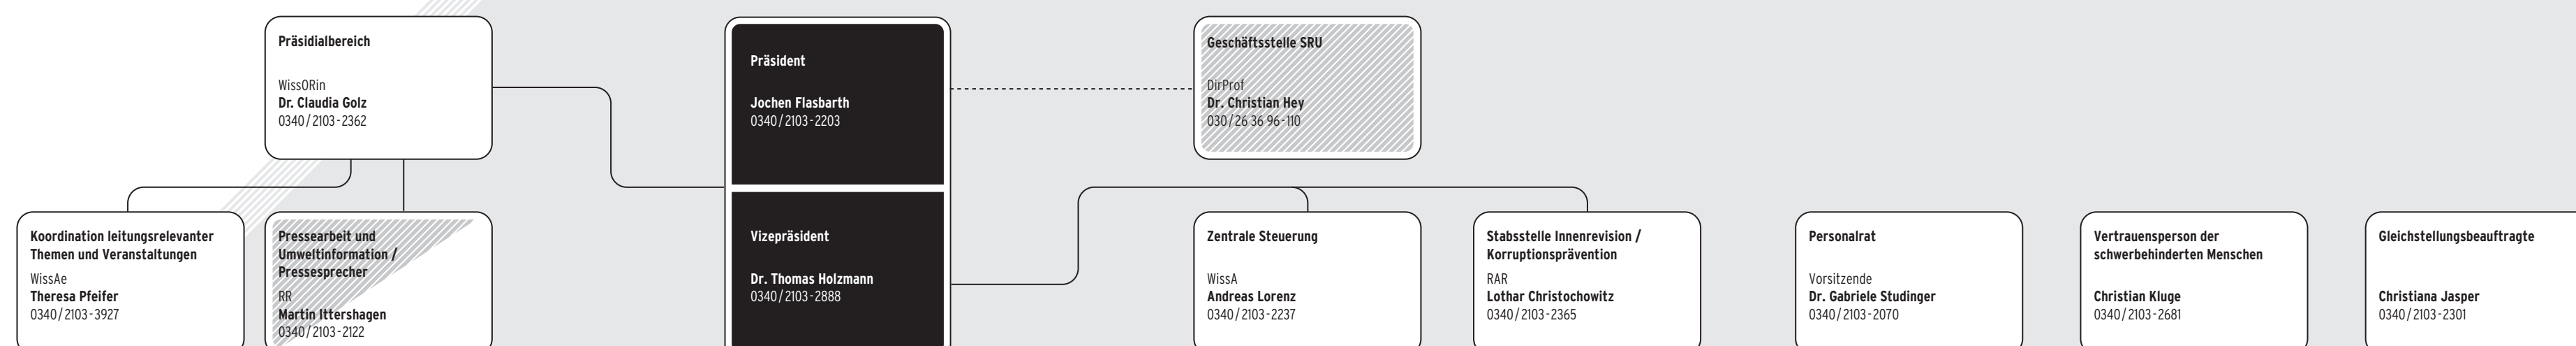 Präsidialbereich
WissORin
Dr. Claudia Golz
0340/2103-2362
Präsident
Jochen Flasbarth
0340/2103-2203
Geschäftsstelle SRU
DirProf
Dr. Christian Hey
030/26 36 96-110
Koordination leitungsrelevanter
Themen und Veranstaltungen
WissAe
Theresa Pfeifer
0340/2103-3927
Pressearbeit und
Umweltinformation /
Pressesprecher
RR
Martin Ittershagen
0340/2103-2122
Vizepräsident
Dr. Thomas Holzmann
0340/2103-2888
Zentrale Steuerung
WissA
Andreas Lorenz
0340/2103-2237
Stabsstelle Innenrevision /
Korruptionsprävention
RAR
Lothar Christochowitz
0340/2103-2365
Personalrat
Vorsitzende
Dr. Gabriele Studinger
0340/2103-2070
Vertrauensperson der
schwerbehinderten Menschen
Christian Kluge
0340/2103-2681
Gleichstellungsbeauftragte
Christiana Jasper
0340/2103-2301